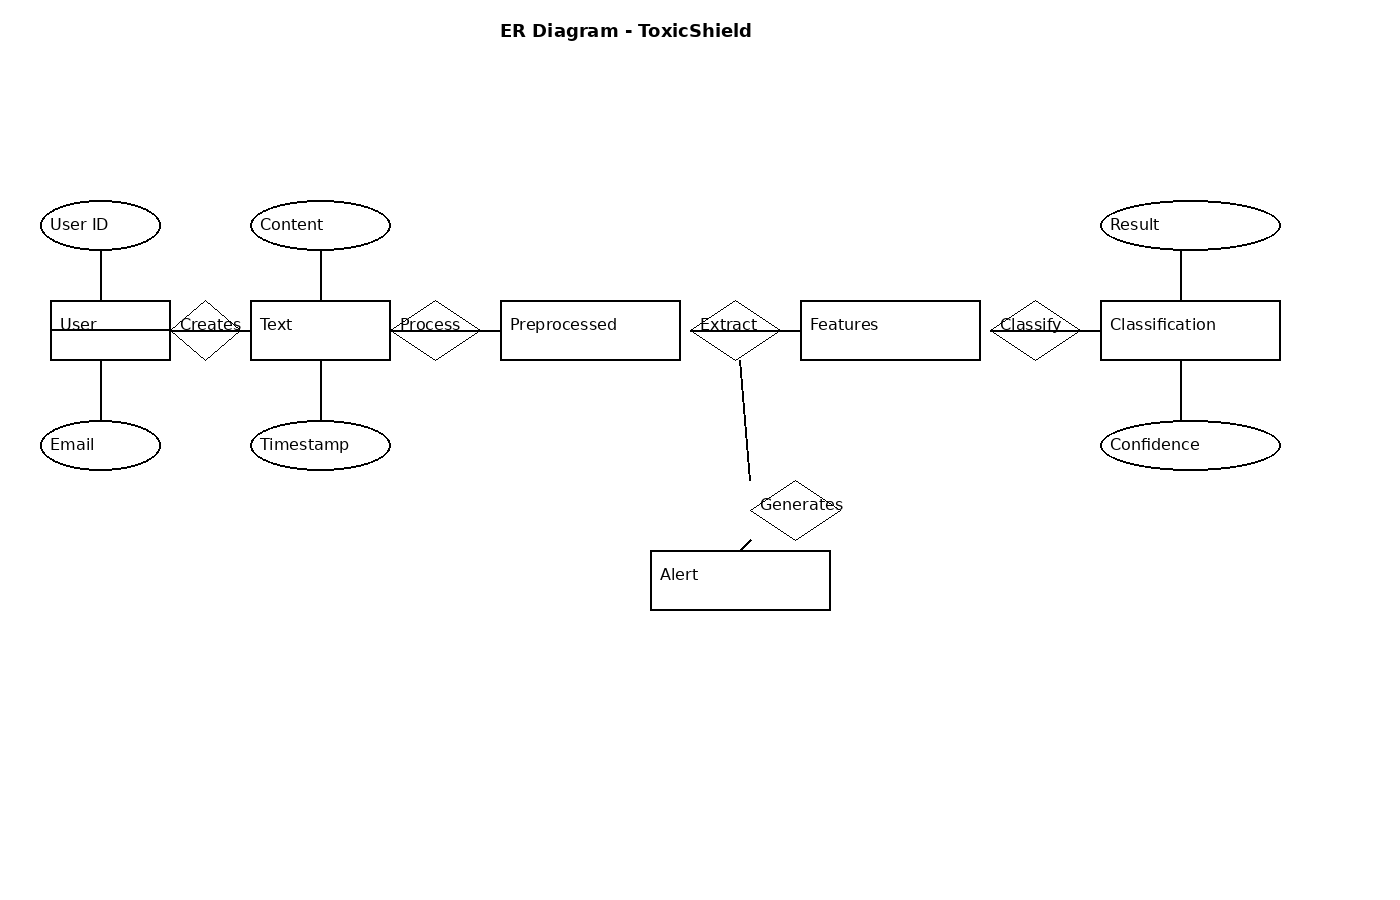 ER Diagram - ToxicShield
User ID
Content
Result
User
Creates
Text
Process
Preprocessed
Extract
Features
Classify
Classification
Email
Timestamp
Confidence
Generates
Alert